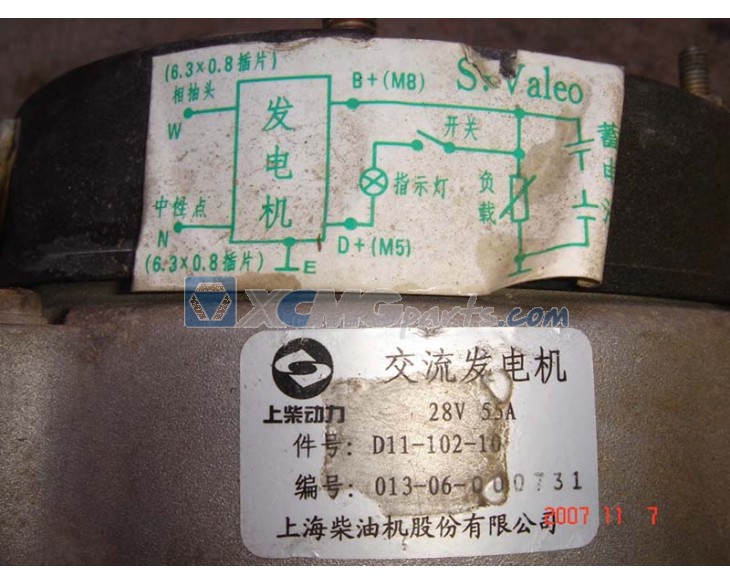 (6.3×0.8插片)
相抽头
W
中性点
N
(6.3×0.8插片)
发电机
B+(M8)
S. Valeo
开关
指示灯
负载
D+(M5)
E
蓄电池
XCMGparts.com
上柴动力
交流发电机
28V 55A
件号: D11-102-10
编号: 013-06-000731
上海柴油机股份有限公司
2007 11 7